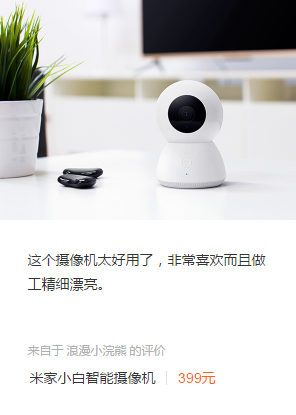 这个摄像机太好用了，非常喜欢而且做
工精细漂亮。
来自于 浪漫小浣熊 的评价
米家小白智能摄像机 | 399元